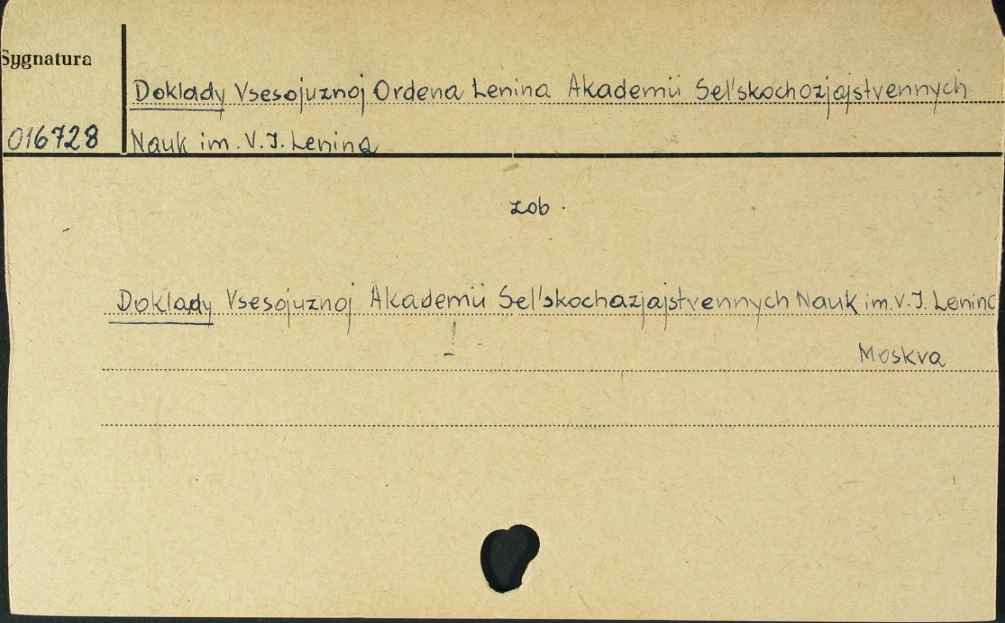 Sygnatura
Doklady Vsesojuznoj Ordena Lenina Akademii Sel'skochozjajstvennych
016728 Nauk im. V. I. Lenina
zob.
Doklady Vsesojuznoj Akademii Sel'skochazjajstvennych Nauk im. V. I. Lenina
Moskva